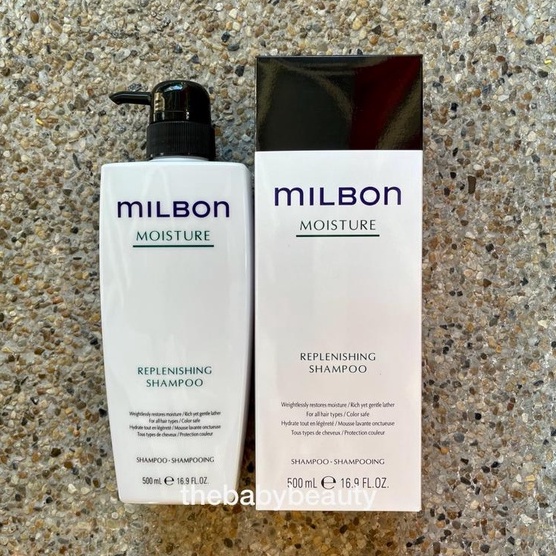 MILBON
MOISTURE
REPLENISHING
SHAMPOO
Weightlessly restores moisture / Rich yet gentle lather
For all hair types / Color safe
Hydrate tout en légèreté / Mousse lavante onctueuse
Tous types de cheveux / Protection couleur
SHAMPOO • SHAMPOOING
500 mL ℮ 16.9 FL.OZ.
MILBON
MOISTURE
REPLENISHING
SHAMPOO
Weightlessly restores moisture / Rich yet gentle lather
For all hair types / Color safe
Hydrate tout en légèreté / Mousse lavante onctueuse
Tous types de cheveux / Protection couleur
SHAMPOO • SHAMPOOING
500 mL ℮ 16.9 FL.OZ.
thebabybeauty